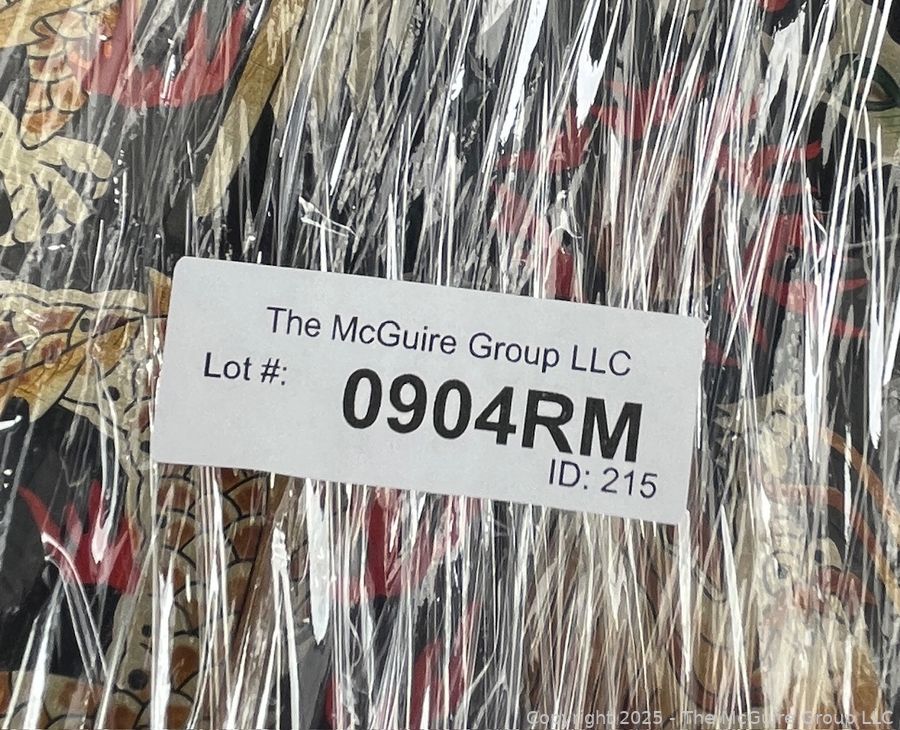 The McGuire Group LLC
Lot #:
0904RM
ID: 215
Copyright 2025 - The McGuire Group LLC